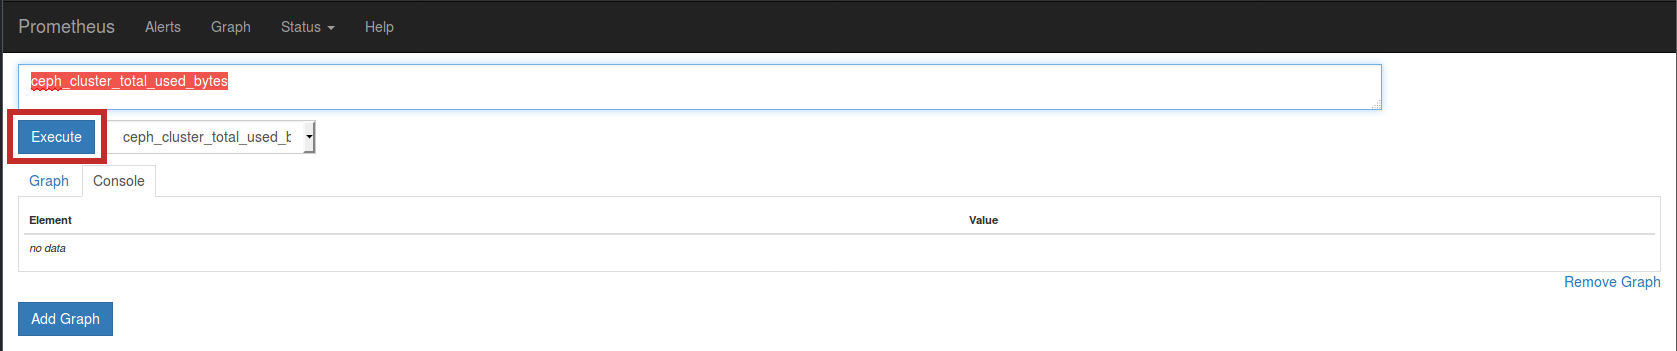 Prometheus Alerts Graph Status Help
ceph_cluster_total_used_bytes
Execute ceph_cluster_total_used_b
Graph Console
Element Value
no data
Remove Graph
Add Graph